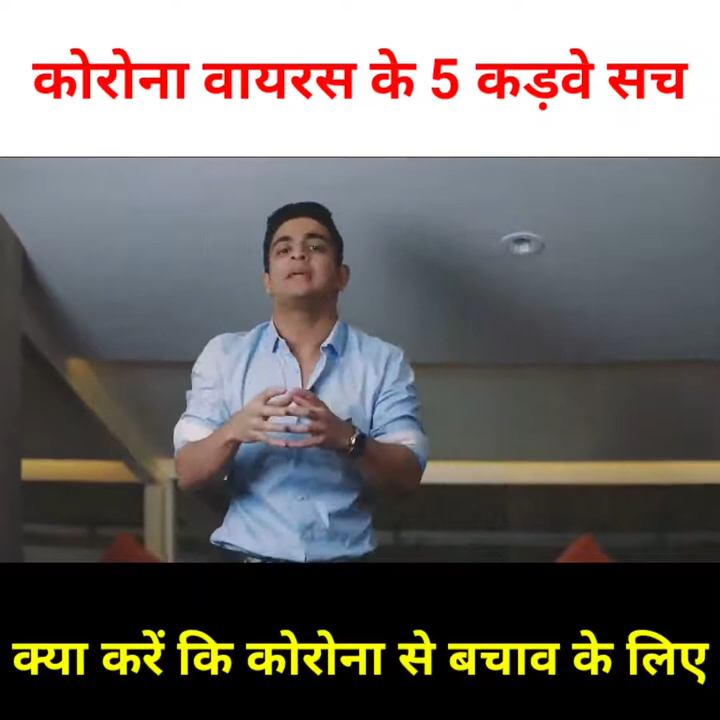 कोरोना वायरस के 5 कड़वे सच
क्या करें कि कोरोना से बचाव के लिए